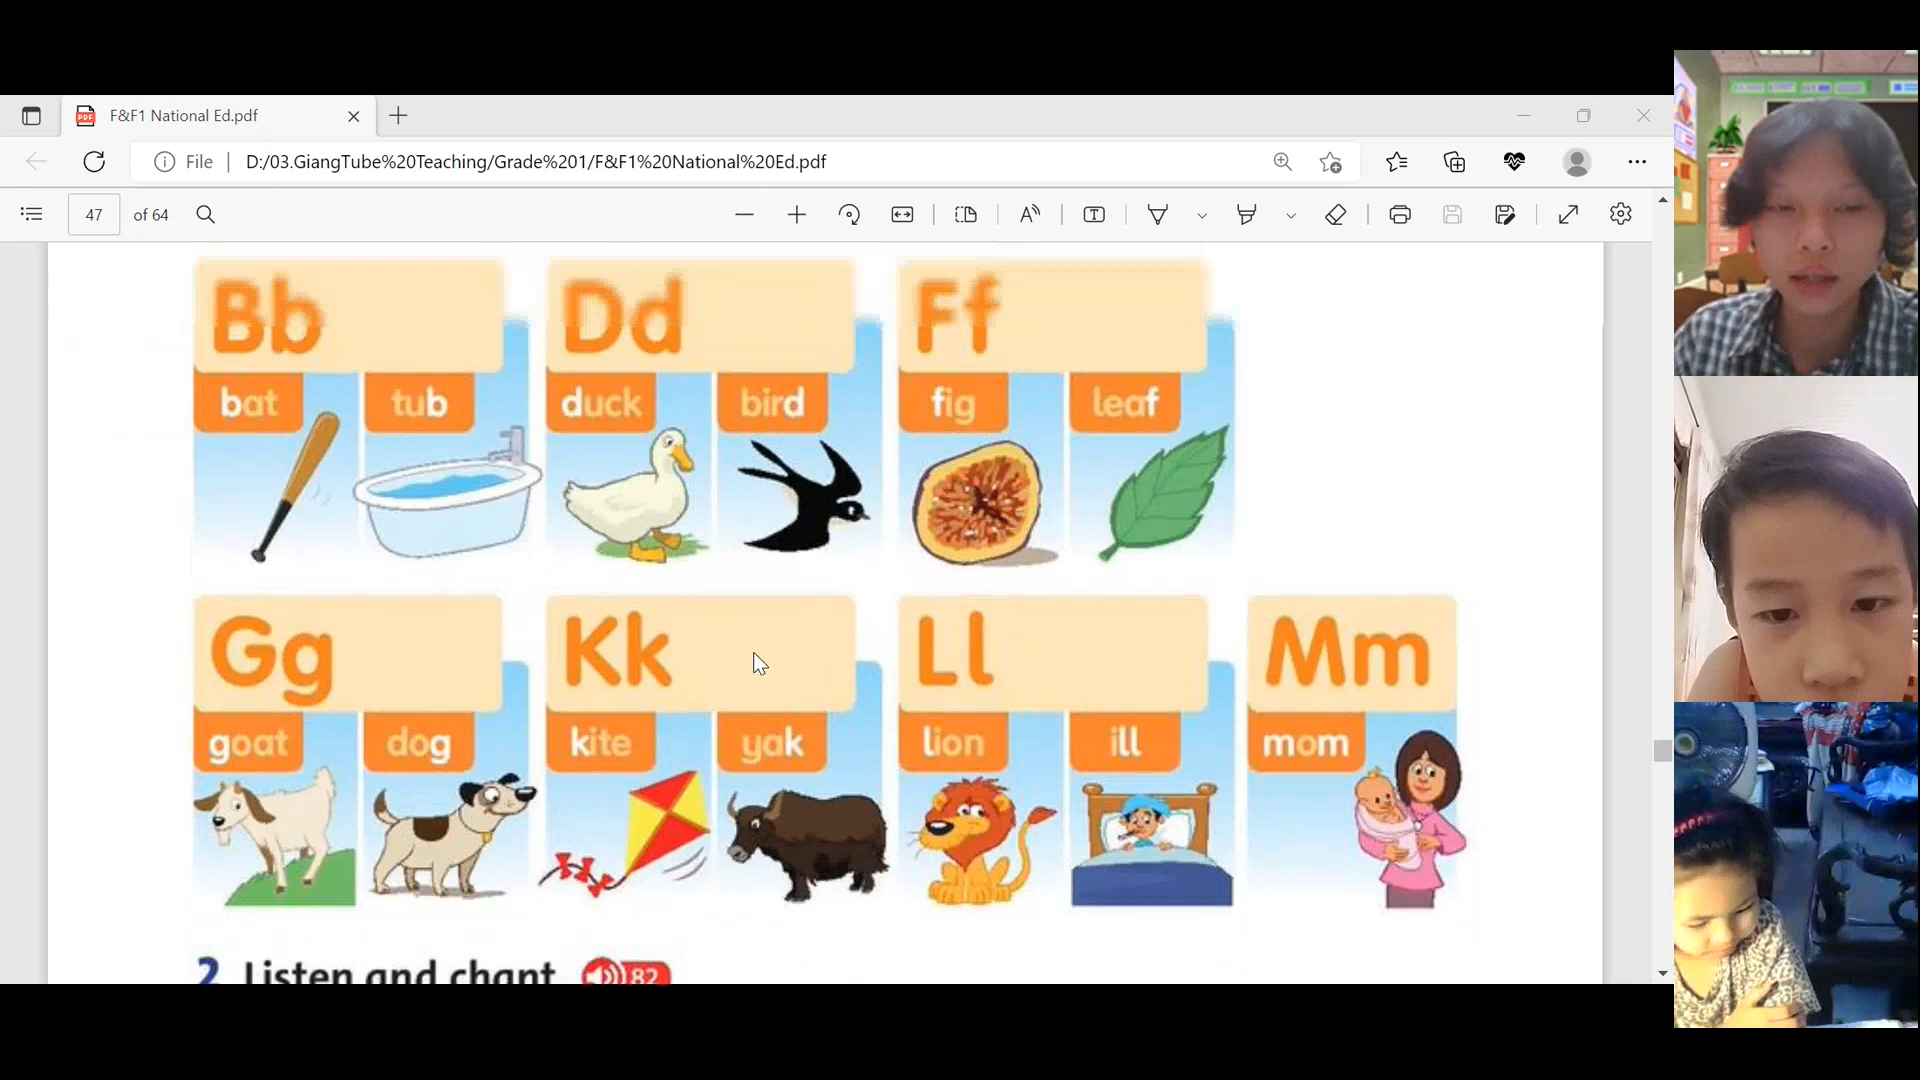 F&F1 National Ed.pdf
File D:/03.GiangTube%20Teaching/Grade%201/F&F1%20National%20Ed.pdf
47 of 64
Bb Dd Ff
bat tub duck bird fig leaf
Gg Kk Ll Mm
goat dog kite yak lion ill mom
2 Listen and chant 82